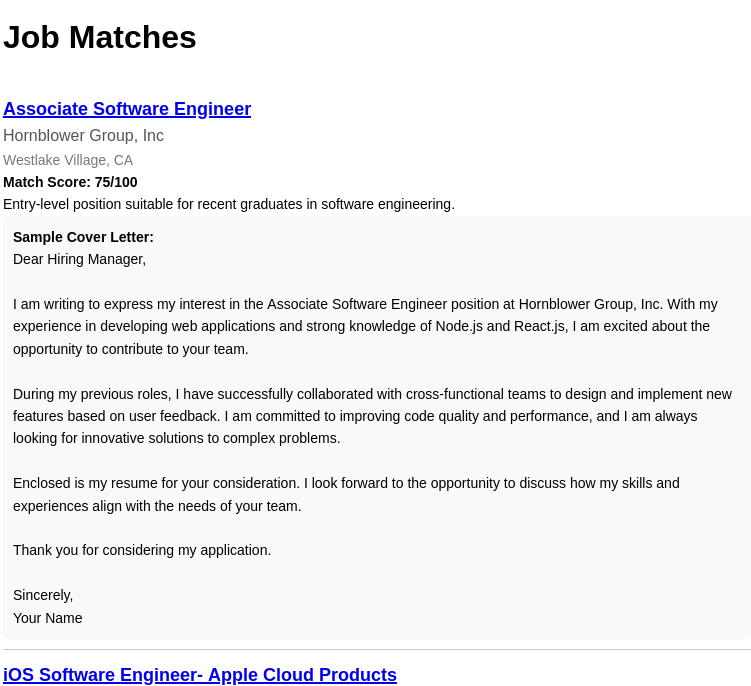 Job Matches
Associate Software Engineer
Hornblower Group, Inc
Westlake Village, CA
Match Score: 75/100
Entry-level position suitable for recent graduates in software engineering.
Sample Cover Letter:
Dear Hiring Manager,
I am writing to express my interest in the Associate Software Engineer position at Hornblower Group, Inc. With my
experience in developing web applications and strong knowledge of Node.js and React.js, I am excited about the
opportunity to contribute to your team.
During my previous roles, I have successfully collaborated with cross-functional teams to design and implement new
features based on user feedback. I am committed to improving code quality and performance, and I am always
looking for innovative solutions to complex problems.
Enclosed is my resume for your consideration. I look forward to the opportunity to discuss how my skills and
experiences align with the needs of your team.
Thank you for considering my application.
Sincerely,
Your Name
iOS Software Engineer- Apple Cloud Products